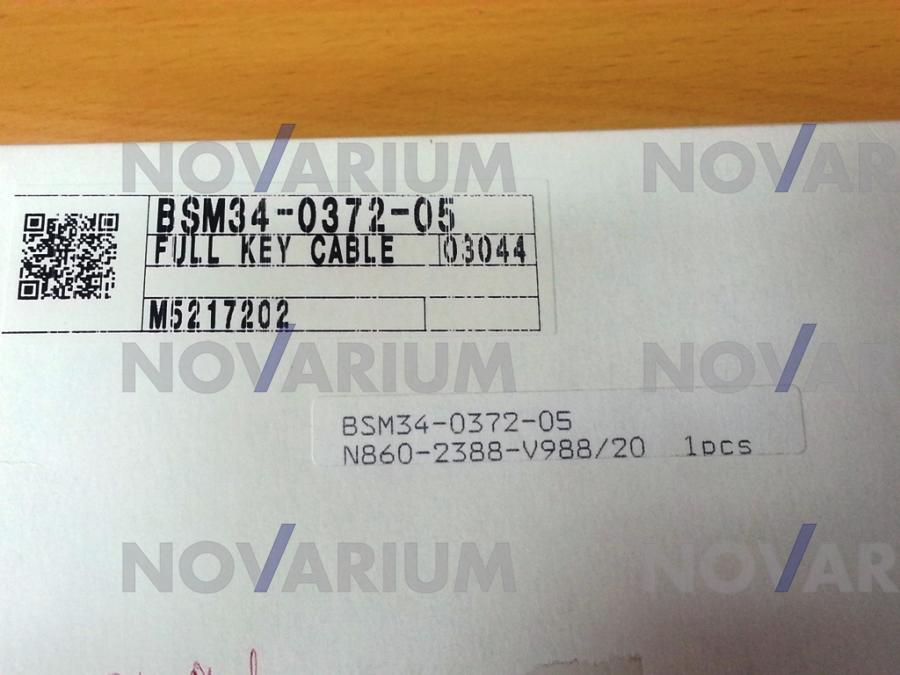 NOVARIUM NOVAR
BSM34-0372-05
FULL KEY CABLE 03044
M5217202
NOVARIUM NOVAR
BSM34-0372-05
N860-2388-V988/20 1pcs
NOVARIUM NOVAR